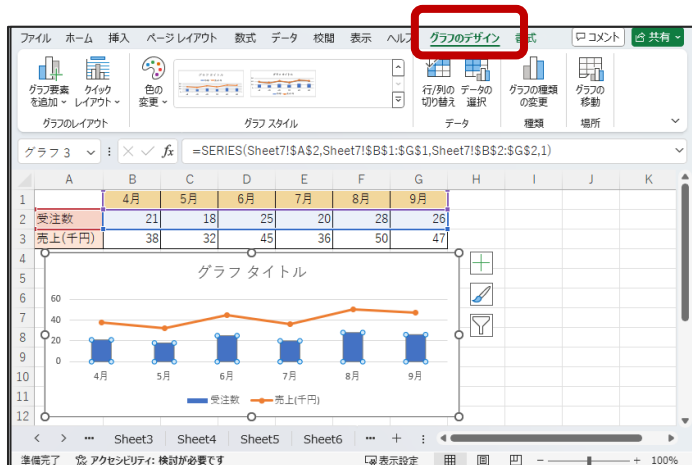 ファイル ホーム 挿入 ページ レイアウト 数式 データ 校閲 表示 ヘルプ グラフのデザイン 書式 コメント 共有
グラフ要素を追加 クイックレイアウト 色の変更 行/列の切り替え データの選択 グラフの種類の変更 グラフの移動
グラフのレイアウト グラフ スタイル データ 種類 場所
グラフ 3 fx =SERIES(Sheet7!$A$2,Sheet7!$B$1:$G$1,Sheet7!$B$2:$G$2,1)
A B C D E F G H I J K
1 4月 5月 6月 7月 8月 9月
2 受注数 21 18 25 20 28 26
3 売上(千円) 38 32 45 36 50 47
4
グラフ タイトル
5
6 60
7 40
8
9 20
0
10 4月 5月 6月 7月 8月 9月
11 受注数 売上(千円)
12
Sheet3 Sheet4 Sheet5 Sheet6
準備完了 アクセシビリティ: 検討が必要です 表示設定 100%